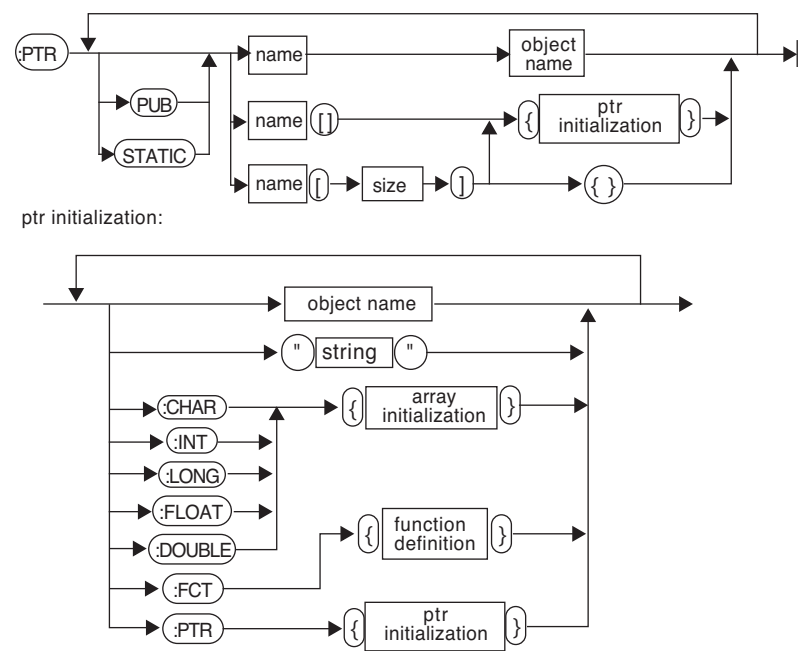 :PTR name object name
PUB name [] { ptr initialization }
STATIC name [ size ] { }
ptr initialization:
object name
" string "
:CHAR { array initialization }
:INT
:LONG
:FLOAT
:DOUBLE { function definition }
:FCT
:PTR { ptr initialization }